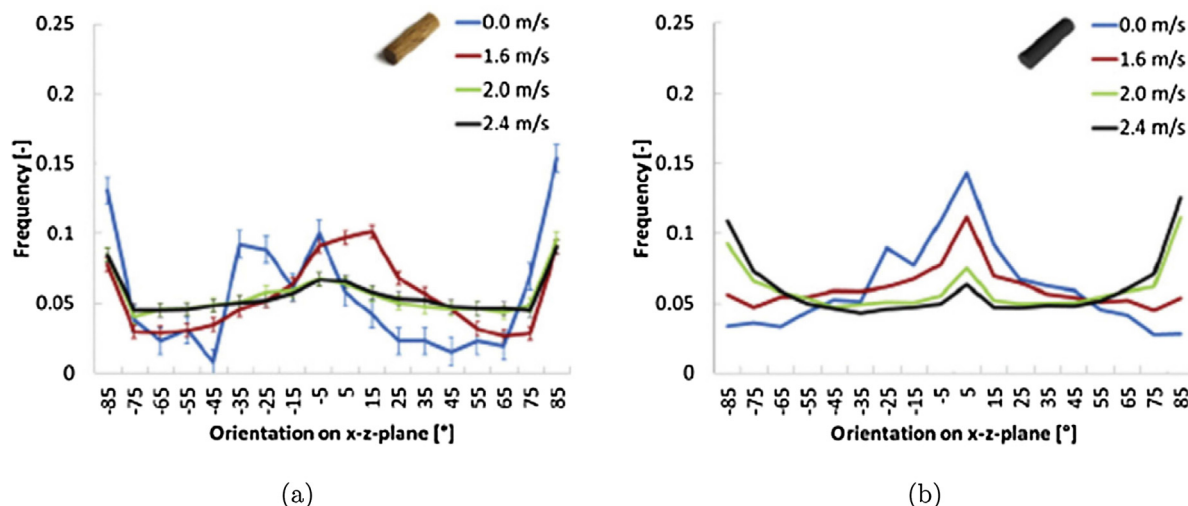 0.25
0.2
0.15
0.1
0.05
0
Frequency [-]
0.0 m/s
1.6 m/s
2.0 m/s
2.4 m/s
-85 -75 -65 -55 -45 -35 -25 -15 -5 5 15 25 35 45 55 65 75 85
Orientation on x-z-plane [°]
(a)
0.25
0.2
0.15
0.1
0.05
0
Frequency [-]
0.0 m/s
1.6 m/s
2.0 m/s
2.4 m/s
-85 -75 -65 -55 -45 -35 -25 -15 -5 5 15 25 35 45 55 65 75 85
Orientation on x-z-plane [°]
(b)